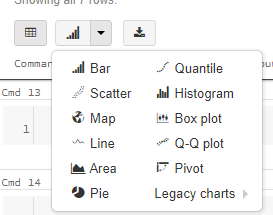 Showing all 7 rows.
Comman
Bar
Quantile
Cmd 13
Scatter
Histogram
Map
Box plot
1
Line
Q-Q plot
Area
Pivot
Cmd 14
Pie
Legacy charts